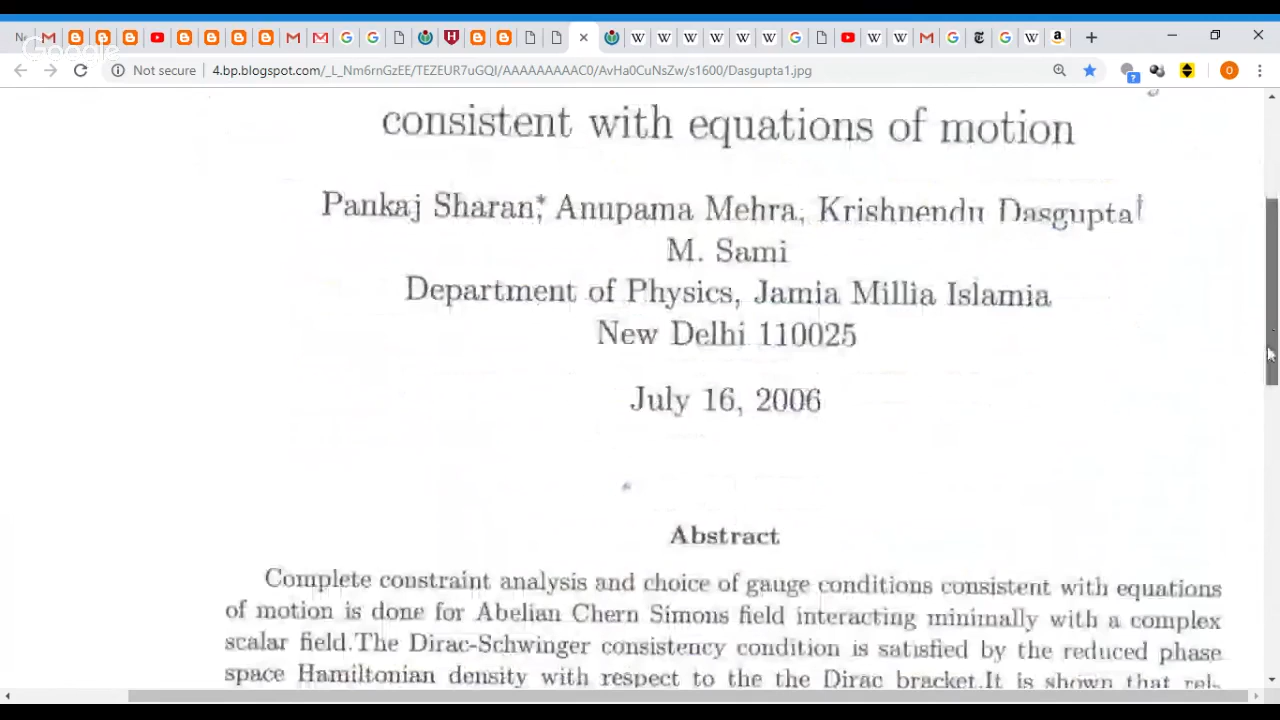 Google
Not secure
4.bp.blogspot.com/_L_Nm6rnGzEE/TEZEUR7uGQI/AAAAAAAAAC0/AvHa0CuNsZw/s1600/Dasgupta1.jpg
consistent with equations of motion
Pankaj Sharan,* Anupama Mehra, Krishnendu Dasgupta†
M. Sami
Department of Physics, Jamia Millia Islamia
New Delhi 110025
July 16, 2006
Abstract
Complete constraint analysis and choice of gauge conditions consistent with equations
of motion is done for Abelian Chern Simons field interacting minimally with a complex
scalar field.The Dirac-Schwinger consistency condition is satisfied by the reduced phase
space Hamiltonian density with respect to the the Dirac bracket.It is shown that rel-